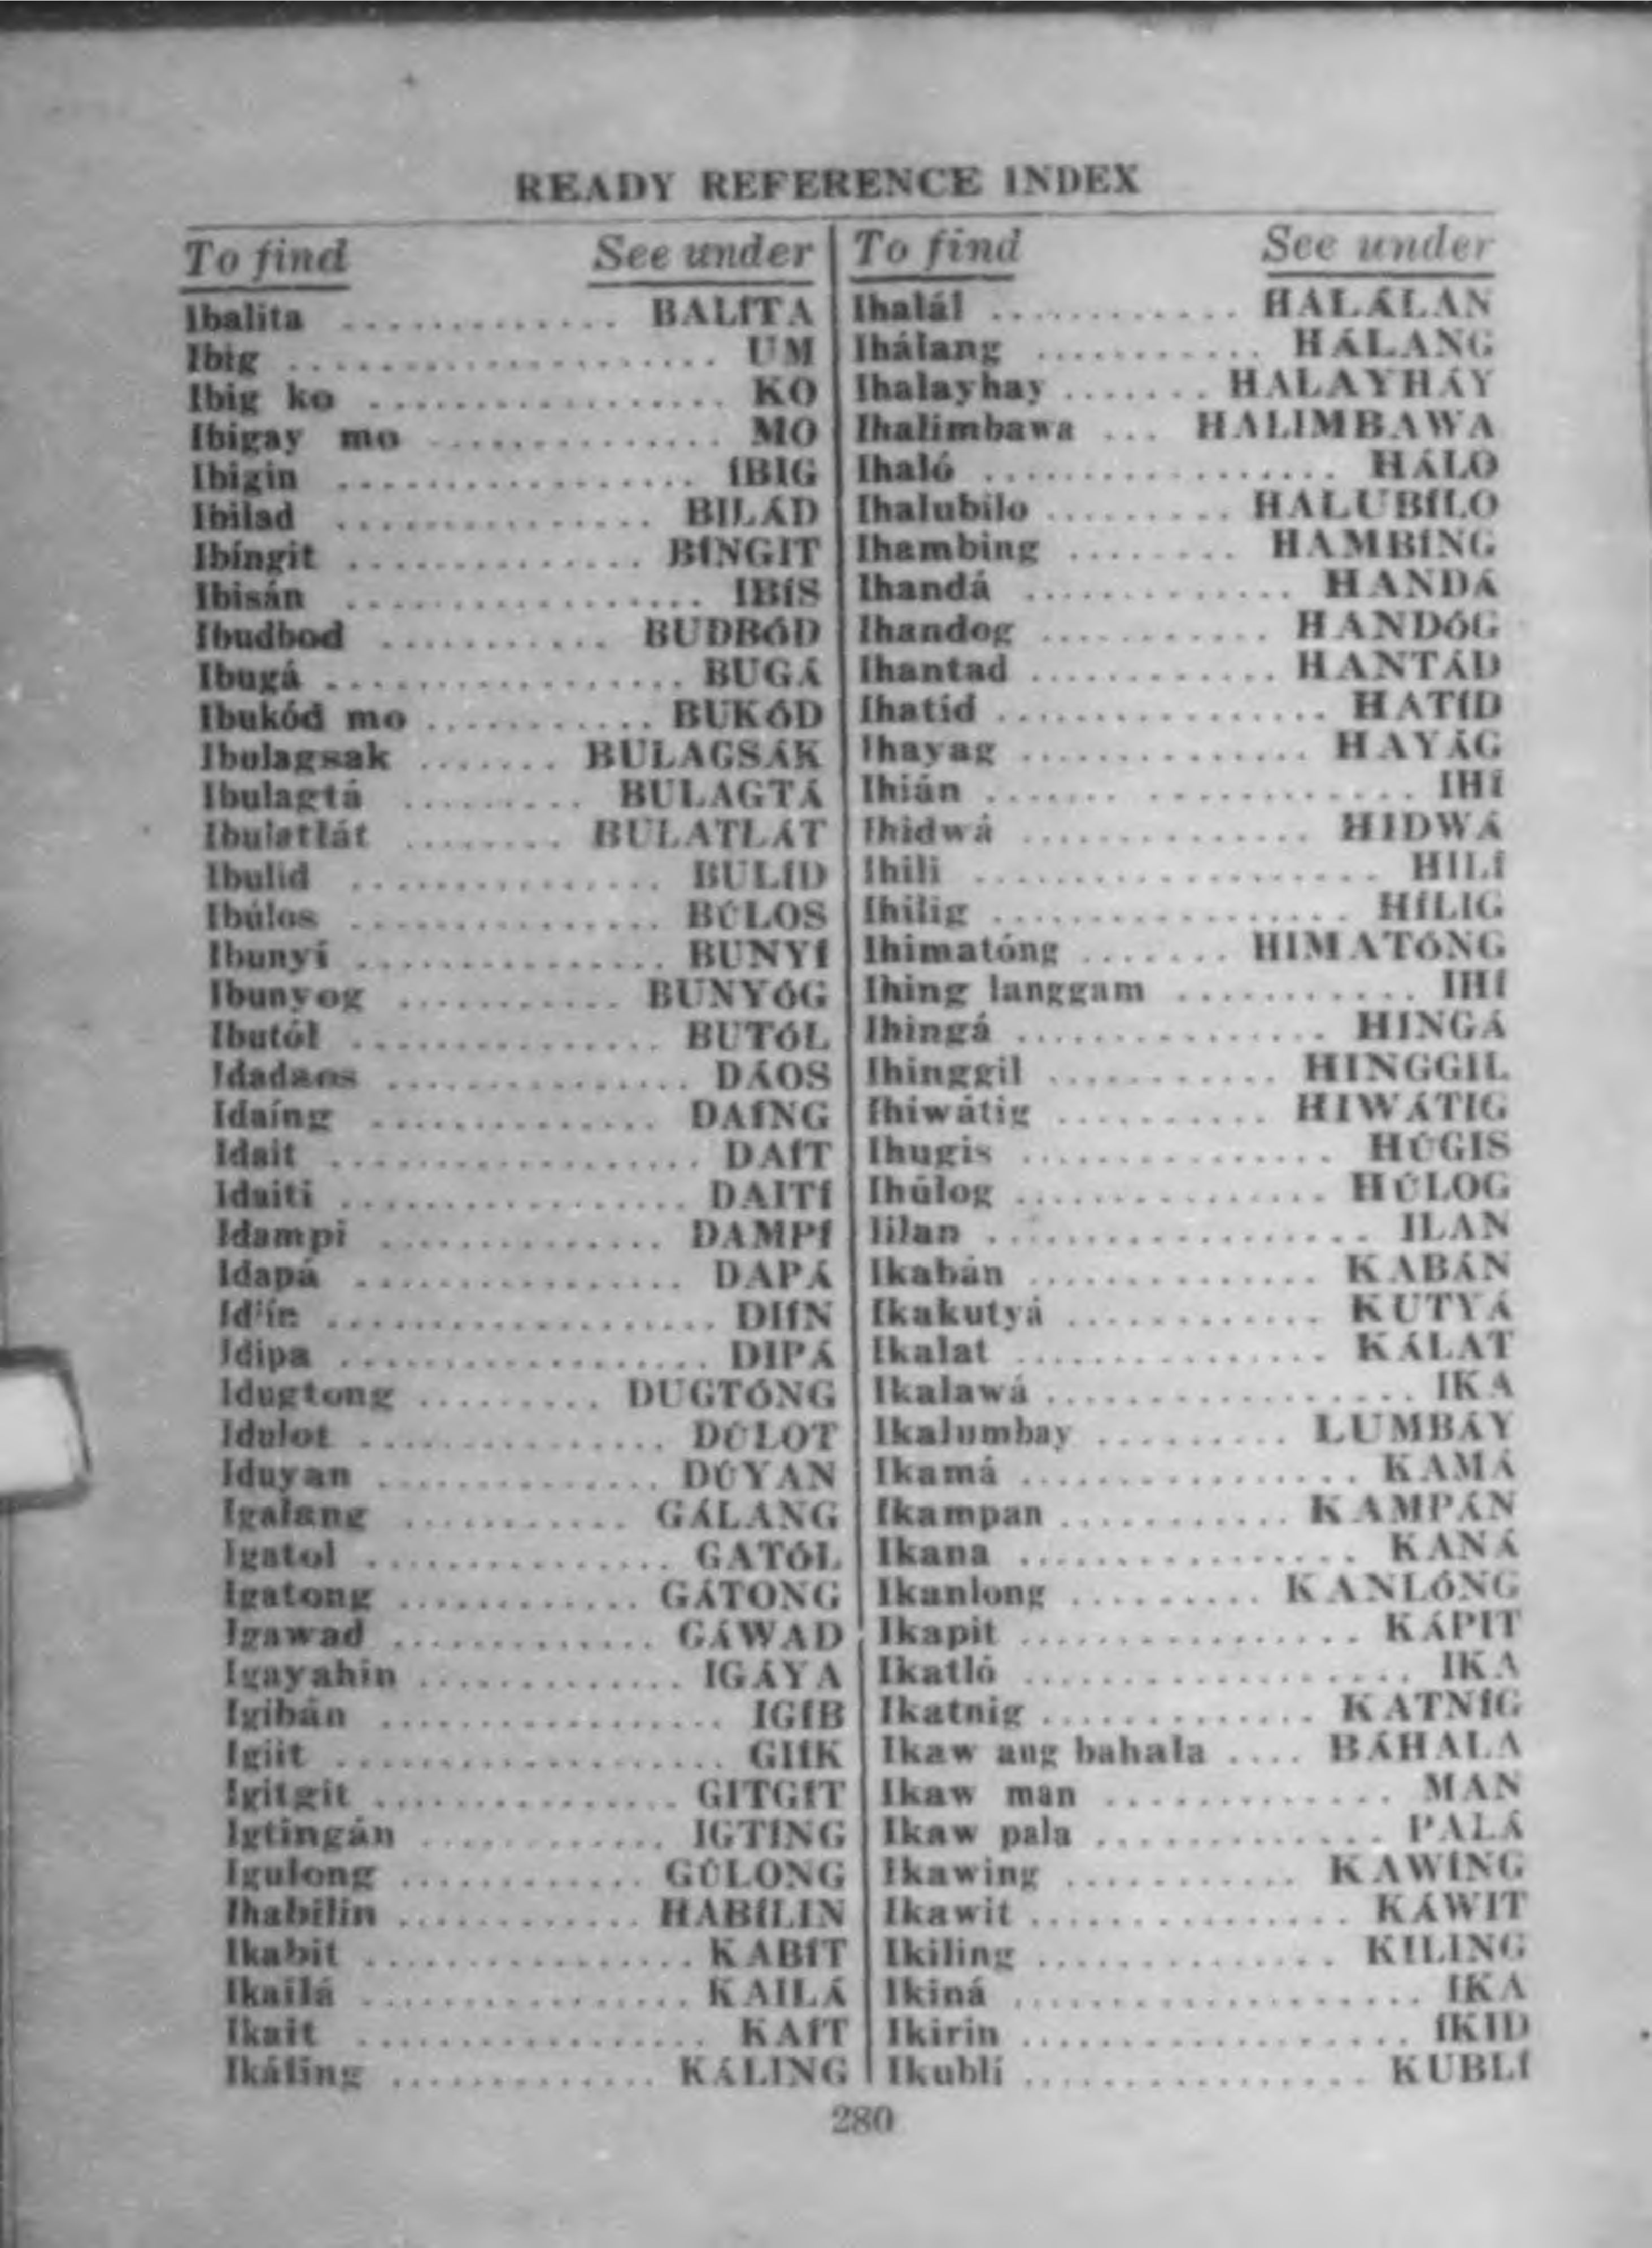 READY REFERENCE INDEX
To find See under
Ibalita ............. BALÍTA
Ibig ..................... UM
Ibig ko .................. KO
Ibigay mo ............... MO
Ibigin .................. ÍBIG
Ibilad ................ BILÁD
Ibíngit ............... BÍNGIT
Ibisán .................. IBÍS
Ibudbod ........... BUDBÓD
Ibugá .................. BUGÁ
Ibukód mo ............ BUKÓD
Ibulagsak ....... BULAGSÁK
Ibulagtá ......... BULAGTÁ
Ibulatlát ........ BULATLÁT
Ibulid ................ BULÍD
Ibúlos ................ BÚLOS
Ibunyí ................ BUNYÍ
Ibunyog ........... BUNYÓG
Ibutól ................ BUTÓL
Idadaos ............... DÁOS
Idaíng .............. DAÍNG
Idait ................... DAÍT
Idaiti .................. DAITÍ
Idampi .............. DAMPÍ
Idapá ................. DAPÁ
Idiín .................... DIÍN
Idipa ................... DIPÁ
Idugtong ......... DUGTÓNG
Idulot ................ DÚLOT
Iduyan .............. DÚYAN
Igalang ........... GÁLANG
Igatol ................ GATÓL
Igatong ............ GÁTONG
Igawad ............. GÁWAD
Igayahin ............. IGÁYA
Igibán .................. IGÍB
Igiit .................... GIÍK
Igitgit ................ GITGÍT
Igtingán ............ IGTÍNG
Igulong ............ GÚLONG
Ihabilin ............ HABÍLIN
Ikabit ................. KABÍT
Ikailá ................. KAILÁ
Ikait .................. KAÍT
Ikáling ............. KÁLING
To find See under
Ihalál ............ HALÁLAN
Ihálang ........... HÁLANG
Ihalayhay ....... HALAYHÁY
Ihalimbawa ... HALIMBAWA
Ihaló ................. HÁLO
Ihalubilo ......... HALUBÍLO
Ihambing ........ HAMBÍNG
Ihandá ............. HANDÁ
Ihandog ........... HANDÓG
Ihantad ............ HANTÁD
Ihatid ................ HATÍD
Ihayag .............. HAYÁG
Ihián ..................... IHÍ
Ihidwá .............. HIDWÁ
Ihili .................... HILÍ
Ihilig ................. HÍLIG
Ihimatóng ....... HIMATÓNG
Ihing langgam ........... IHÍ
Ihingá ............... HINGÁ
Ihinggil ........... HINGGIL
Ihiwátig .......... HIWÁTIG
Ihugis ............... HÚGIS
Ihúlog ............... HÚLOG
Iilan ................... ILAN
Ikabán .............. KABÁN
Ikakutyá ............ KUTYÁ
Ikalat ............... KÁLAT
Ikalawá .................. IKA
Ikalumbay ......... LUMBÁY
Ikamá ................ KAMÁ
Ikampan ........... KAMPÁN
Ikana ................ KANÁ
Ikanlong ......... KANLÓNG
Ikapit ................ KÁPIT
Ikatló ................... IKA
Ikatnig ............. KATNÍG
Ikaw ang bahala .... BÁHALA
Ikaw man ............. MAN
Ikaw pala ............. PALÁ
Ikawing ........... KAWÍNG
Ikawit ............... KÁWIT
Ikiling .............. KILING
Ikiná .................... IKA
Ikirin ................... ÍKID
Ikublí ................ KUBLÍ
280